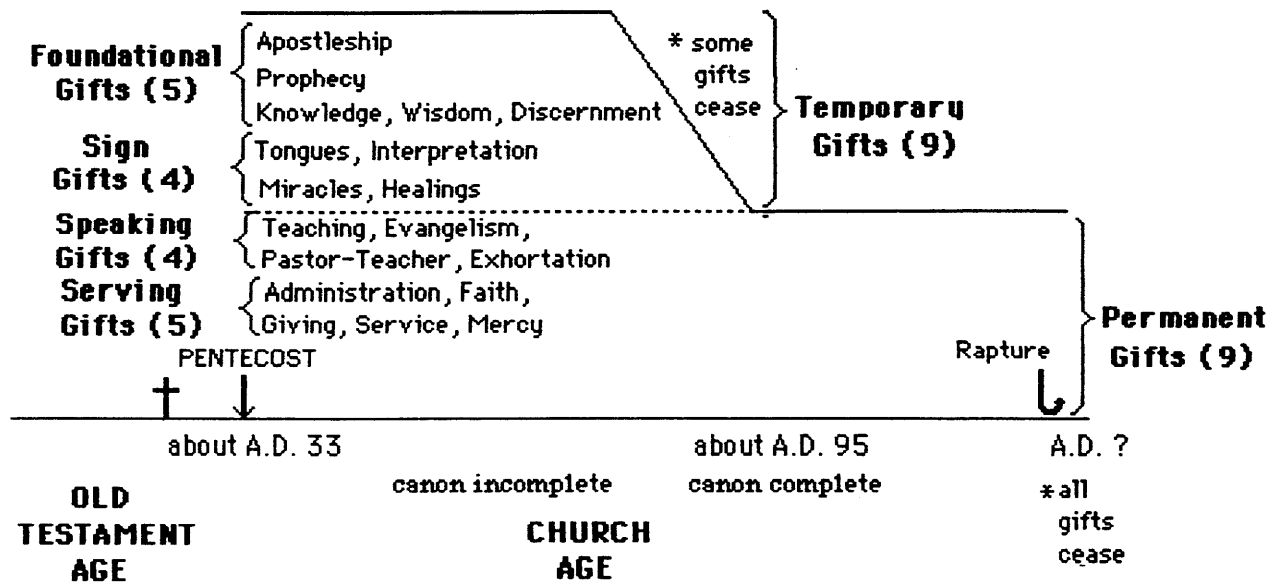 Foundational
Gifts (5)
Apostleship
Prophecy
Knowledge, Wisdom, Discernment
* some
gifts
cease
Temporary
Gifts (9)
Sign
Gifts (4)
Tongues, Interpretation
Miracles, Healings
Speaking
Gifts (4)
Teaching, Evangelism,
Pastor-Teacher, Exhortation
Serving
Gifts (5)
Administration, Faith,
Giving, Service, Mercy
Permanent
Gifts (9)
PENTECOST
Rapture
about A.D. 33
about A.D. 95
A.D. ?
canon incomplete
canon complete
* all
gifts
cease
OLD
TESTAMENT
AGE
CHURCH
AGE